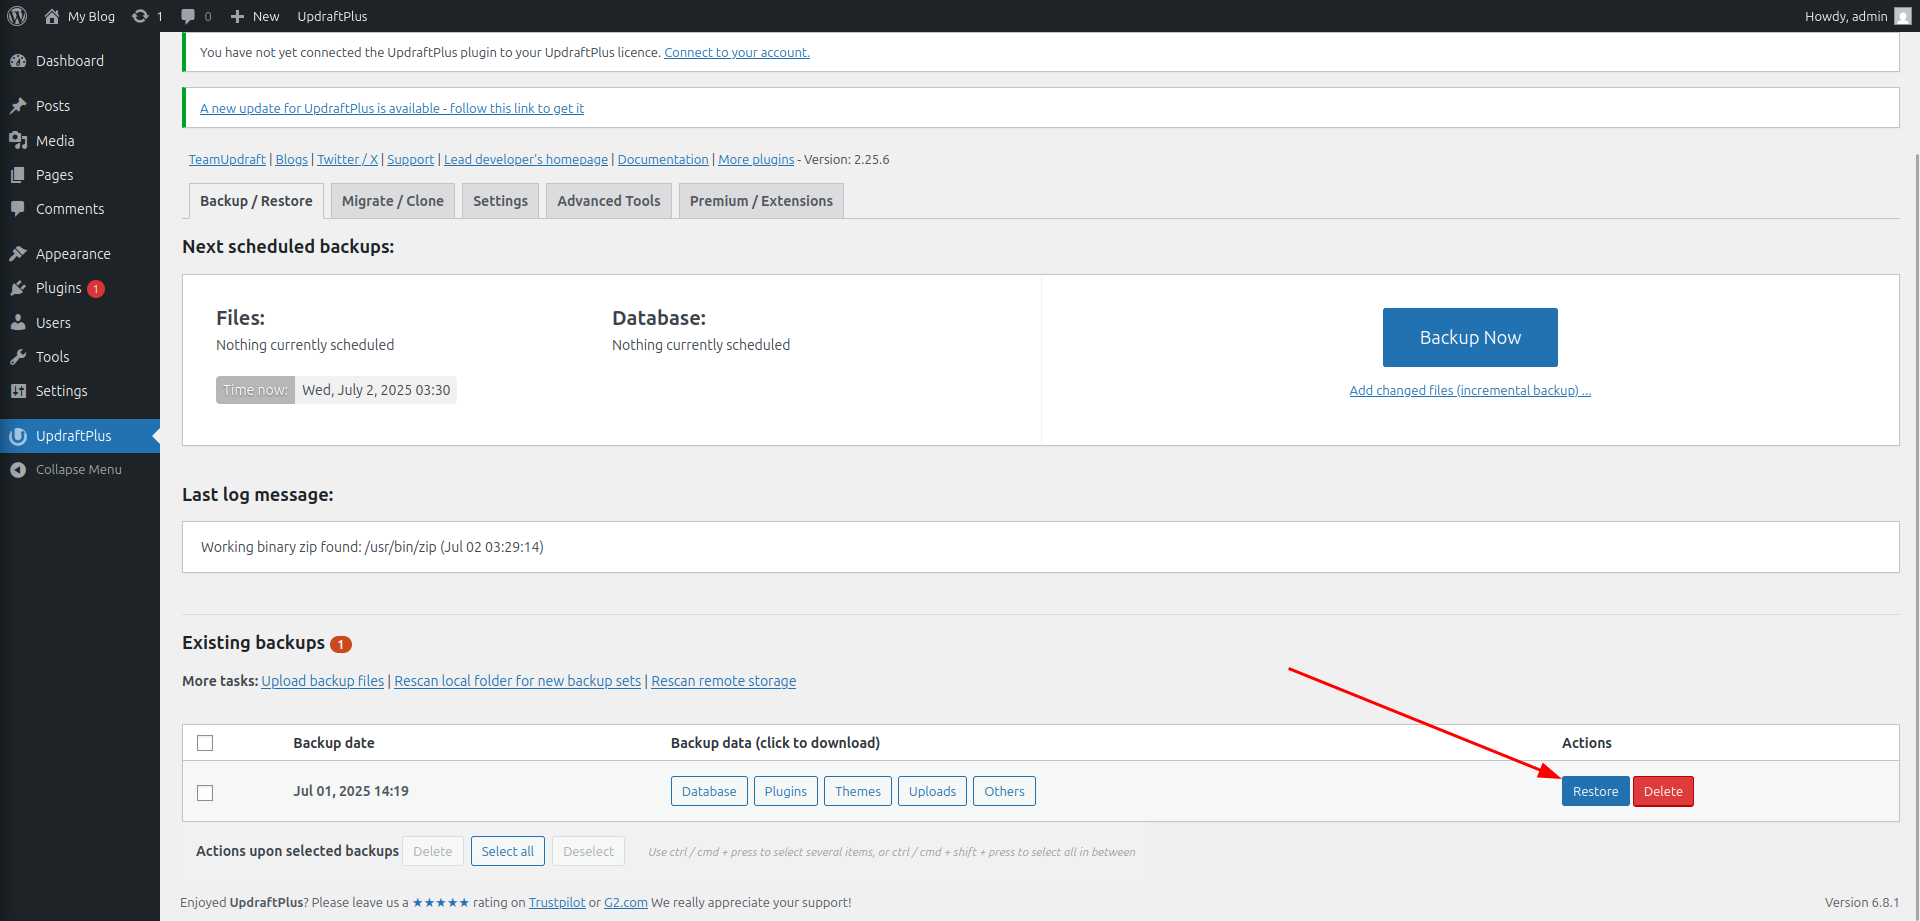 My Blog 1 0 New UpdraftPlus Howdy, admin
Dashboard
Posts
Media
Pages
Comments
Appearance
Plugins 1
Users
Tools
Settings
UpdraftPlus
Collapse Menu
You have not yet connected the UpdraftPlus plugin to your UpdraftPlus licence. Connect to your account.
A new update for UpdraftPlus is available - follow this link to get it
TeamUpdraft | Blogs | Twitter / X | Support | Lead developer's homepage | Documentation | More plugins - Version: 2.25.6
Backup / Restore Migrate / Clone Settings Advanced Tools Premium / Extensions
Next scheduled backups:
Files: Database:
Nothing currently scheduled Nothing currently scheduled
Time now: Wed, July 2, 2025 03:30
Backup Now
Add changed files (incremental backup) ...
Last log message:
Working binary zip found: /usr/bin/zip (Jul 02 03:29:14)
Existing backups 1
More tasks: Upload backup files | Rescan local folder for new backup sets | Rescan remote storage
Backup date Backup data (click to download) Actions
Jul 01, 2025 14:19 Database Plugins Themes Uploads Others Restore Delete
Actions upon selected backups Delete Select all Deselect Use ctrl / cmd + press to select several items, or ctrl / cmd + shift + press to select all in between
Enjoyed UpdraftPlus? Please leave us a ★★★★★ rating on Trustpilot or G2.com We really appreciate your support! Version 6.8.1